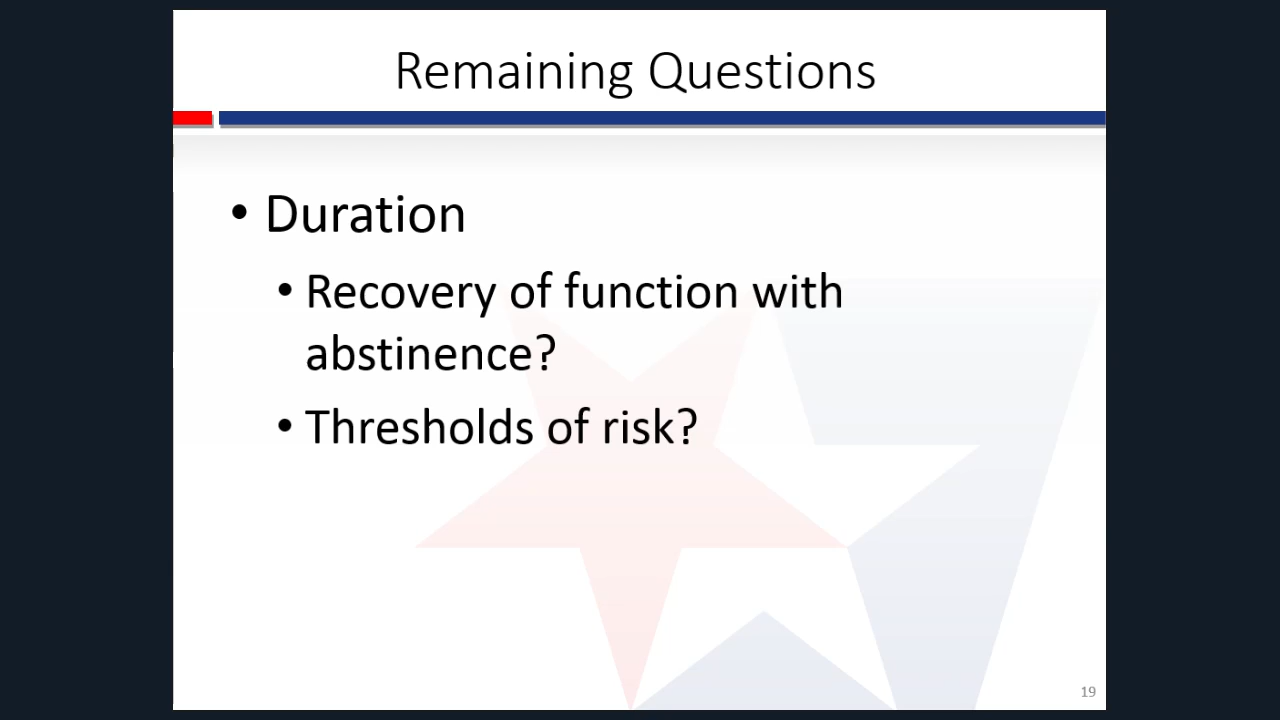 Remaining Questions
• Duration
• Recovery of function with
abstinence?
• Thresholds of risk?
19